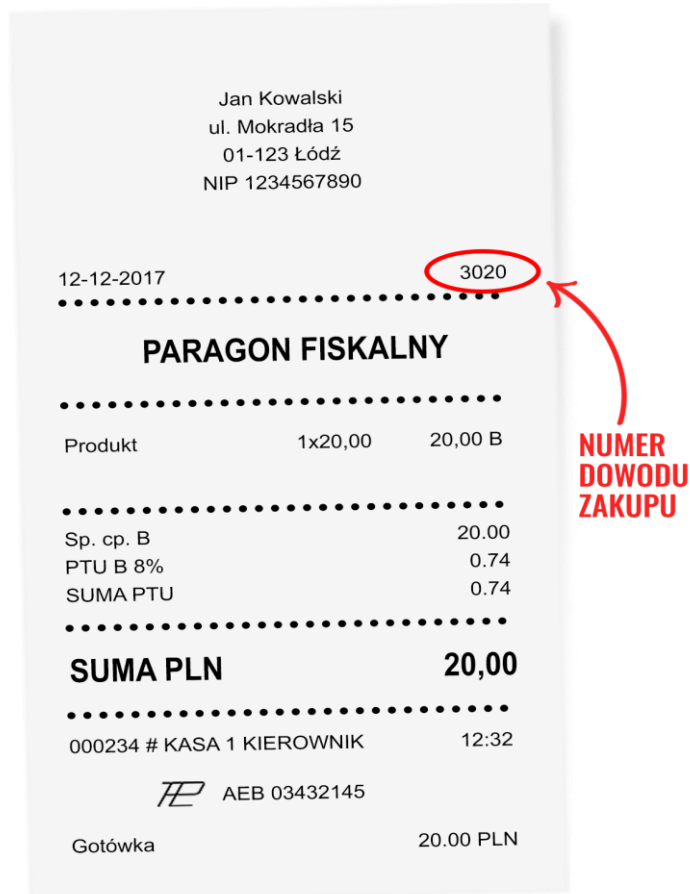 Jan Kowalski
ul. Mokradła 15
01-123 Łódź
NIP 1234567890
12-12-2017 3020
PARAGON FISKALNY
Produkt 1x20,00 20,00 B
Sp. cp. B 20.00
PTU B 8% 0.74
SUMA PTU 0.74
SUMA PLN 20,00
000234 # KASA 1 KIEROWNIK 12:32
AEB 03432145
Gotówka 20.00 PLN
NUMER
DOWODU
ZAKUPU